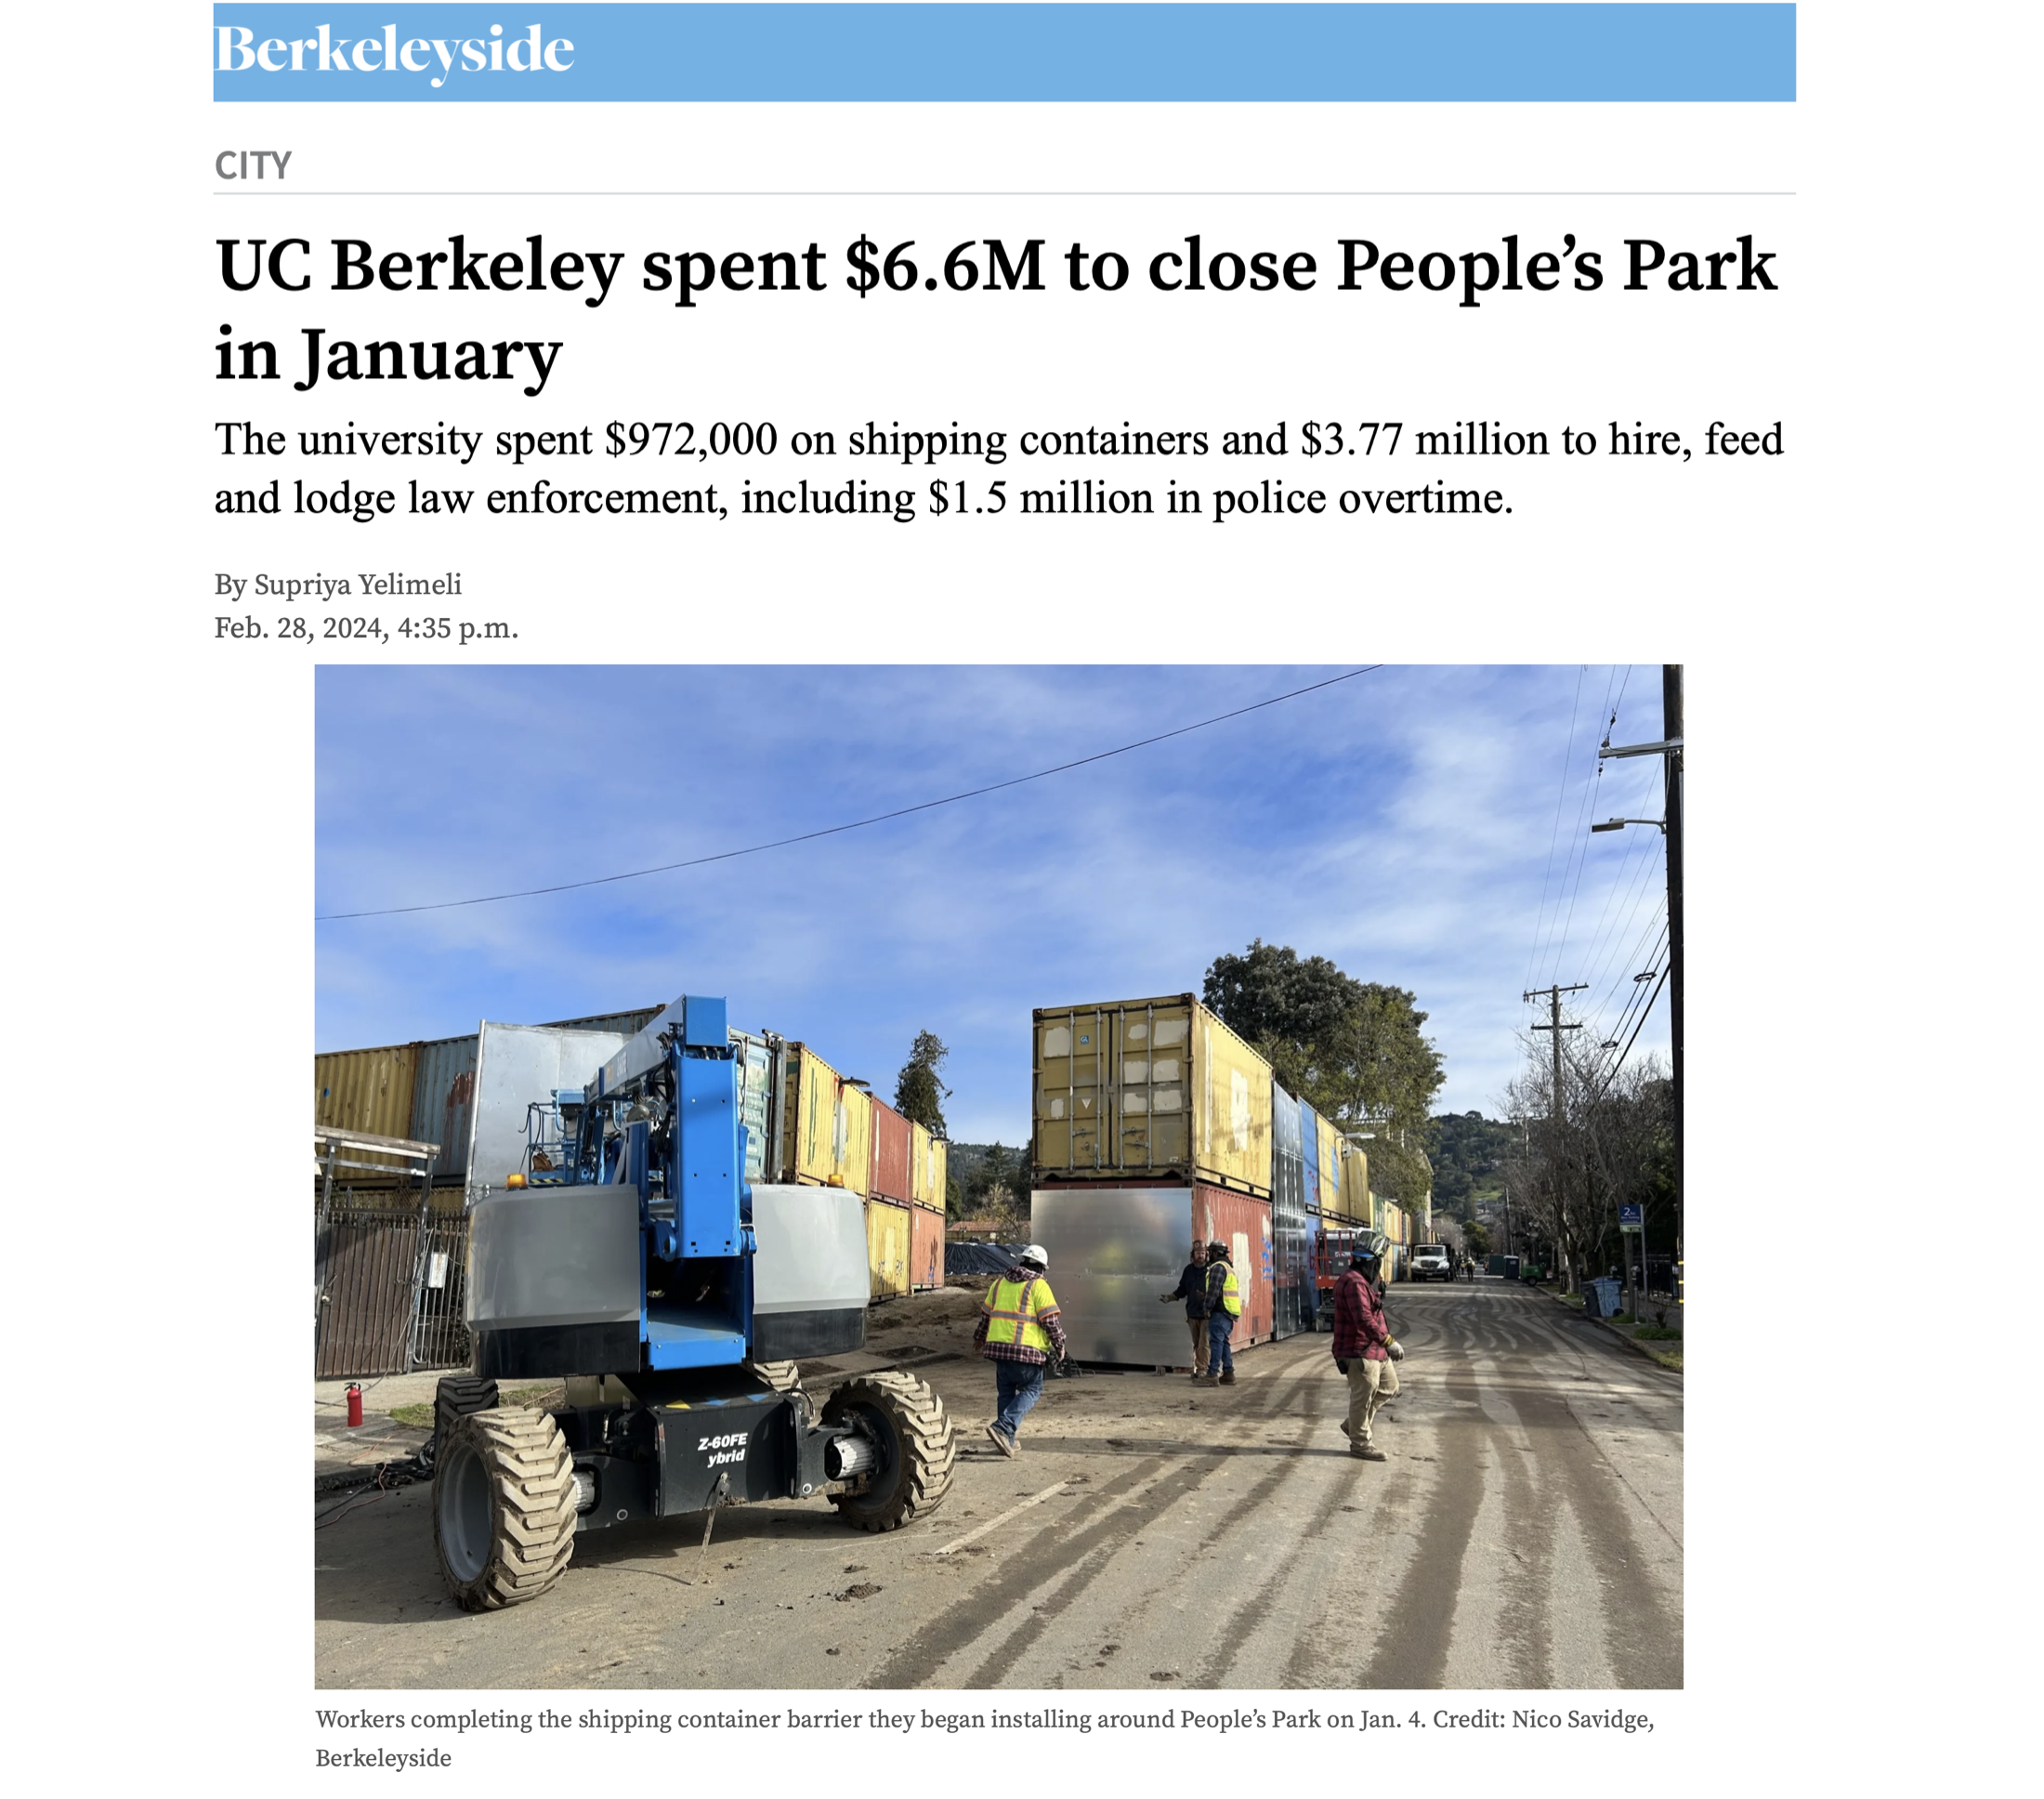 Berkeleyside
CITY
UC Berkeley spent $6.6M to close People’s Park
in January
The university spent $972,000 on shipping containers and $3.77 million to hire, feed
and lodge law enforcement, including $1.5 million in police overtime.
By Supriya Yelimeli
Feb. 28, 2024, 4:35 p.m.
Z-60FE
ybrid
Workers completing the shipping container barrier they began installing around People’s Park on Jan. 4. Credit: Nico Savidge,
Berkeleyside